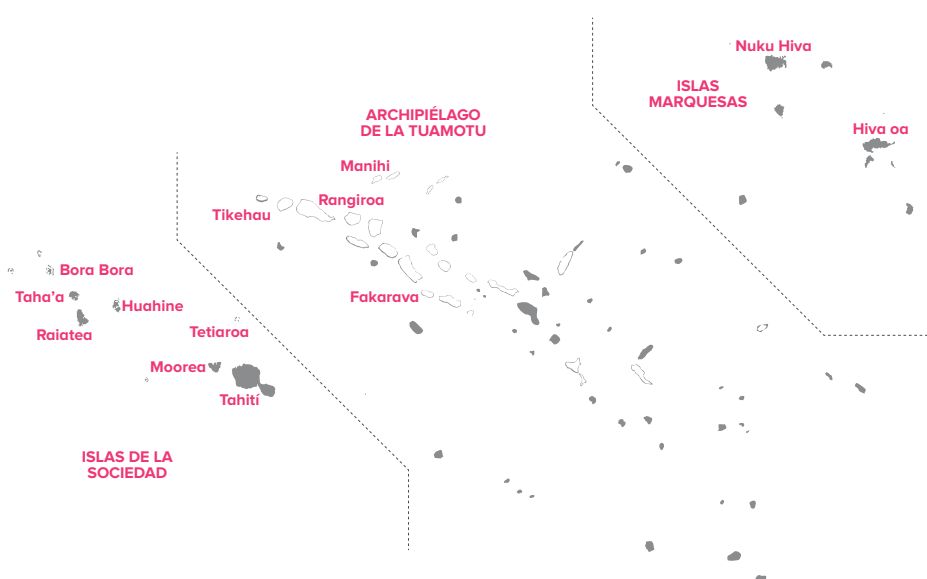 Nuku Hiva
ISLAS
MARQUESAS
ARCHIPIÉLAGO
DE LA TUAMOTU
Hiva oa
Manihi
Rangiroa
Tikehau
Bora Bora
Taha’a
Huahine
Fakarava
Raiatea
Tetiaroa
Moorea
Tahití
ISLAS DE LA
SOCIEDAD